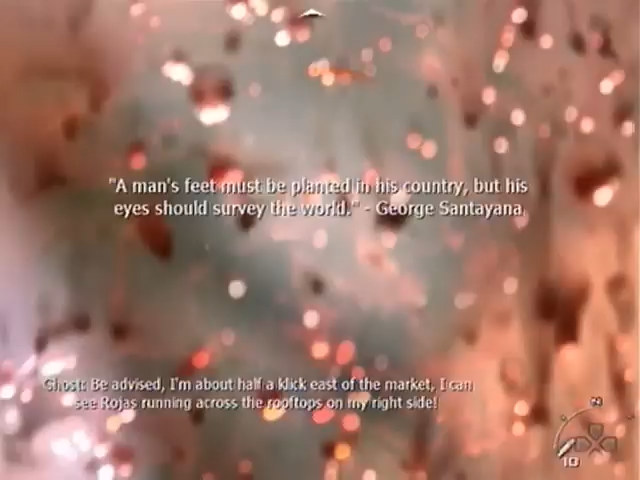 "A man's feet must be planted in his country, but his
eyes should survey the world." - George Santayana
Ghost: Be advised, I'm about half a klick east of the market, I can
see Rojas running across the rooftops on my right side!
N
10